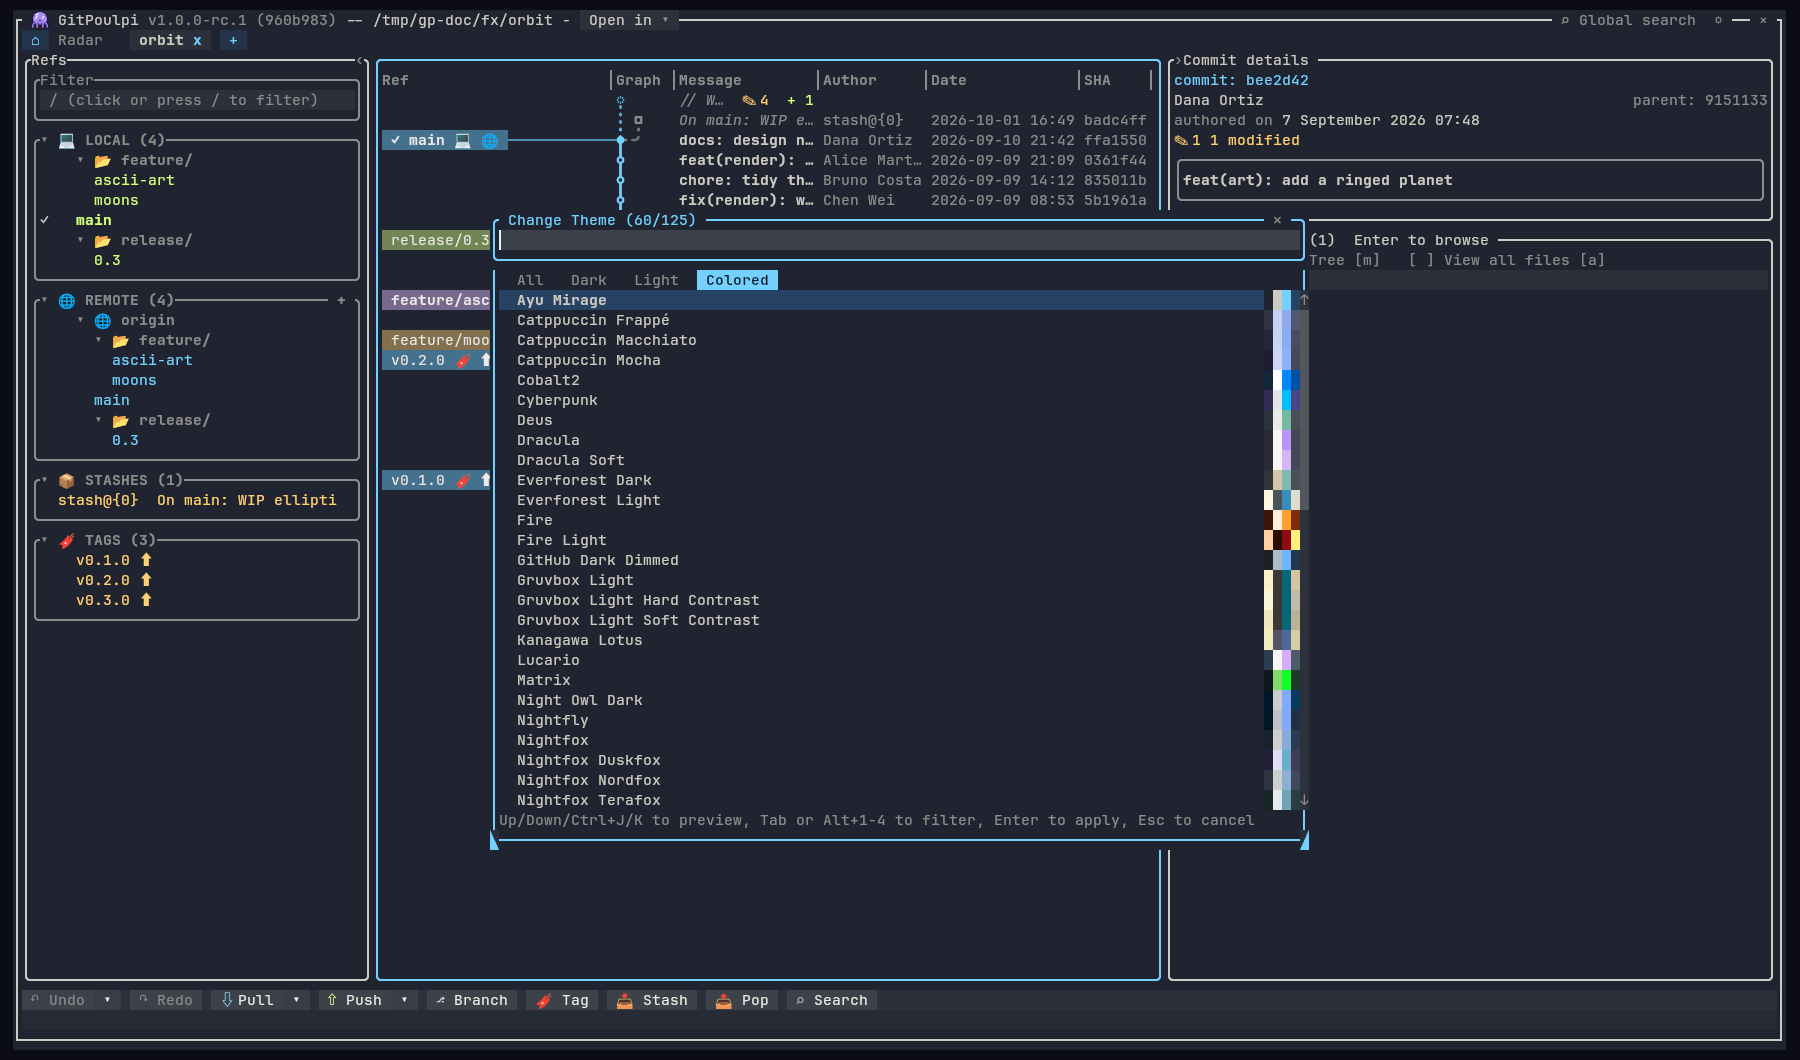 GitPoulpi v1.0.0-rc.1 (960b983) -- /tmp/gp-doc/fx/orbit - Open in ▾ ⌕ Global search ×
⌂ Radar orbit x +
Refs ‹
Filter
/ (click or press / to filter)
▾ 💻 LOCAL (4)
▾ 📂 feature/
ascii-art
moons
✓ main
▾ 📂 release/
0.3
▾ 🌐 REMOTE (4) +
▾ 🌐 origin
▾ 📂 feature/
ascii-art
moons
main
▾ 📂 release/
0.3
▾ 📦 STASHES (1)
stash@{0} On main: WIP ellipti
▾ TAGS (3)
v0.1.0 ⬆
v0.2.0 ⬆
v0.3.0 ⬆
Ref Graph Message Author Date SHA
// W… ✎4 + 1
On main: WIP e… stash@{0} 2026-10-01 16:49 badc4ff
✓ main 💻 🌐 docs: design n… Dana Ortiz 2026-09-10 21:42 ffa1550
feat(render): … Alice Mart… 2026-09-09 21:09 0361f44
chore: tidy th… Bruno Costa 2026-09-09 14:12 835011b
fix(render): w… Chen Wei 2026-09-09 08:53 5b1961a
release/0.3
feature/asc
feature/moo
v0.2.0 ⬆
v0.1.0 ⬆
Change Theme (60/125) ×
All Dark Light Colored
Ayu Mirage ↑
Catppuccin Frappé
Catppuccin Macchiato
Catppuccin Mocha
Cobalt2
Cyberpunk
Deus
Dracula
Dracula Soft
Everforest Dark
Everforest Light
Fire
Fire Light
GitHub Dark Dimmed
Gruvbox Light
Gruvbox Light Hard Contrast
Gruvbox Light Soft Contrast
Kanagawa Lotus
Lucario
Matrix
Night Owl Dark
Nightfly
Nightfox
Nightfox Duskfox
Nightfox Nordfox
Nightfox Terafox ↓
Up/Down/Ctrl+J/K to preview, Tab or Alt+1-4 to filter, Enter to apply, Esc to cancel
›Commit details
commit: bee2d42
Dana Ortiz parent: 9151133
authored on 7 September 2026 07:48
✎1 1 modified
feat(art): add a ringed planet
(1) Enter to browse
Tree [m] [ ] View all files [a]
↶ Undo ▾ ↷ Redo ⇩Pull ▾ ⇧ Push ▾ Branch Tag 📥 Stash 📤 Pop ⌕ Search